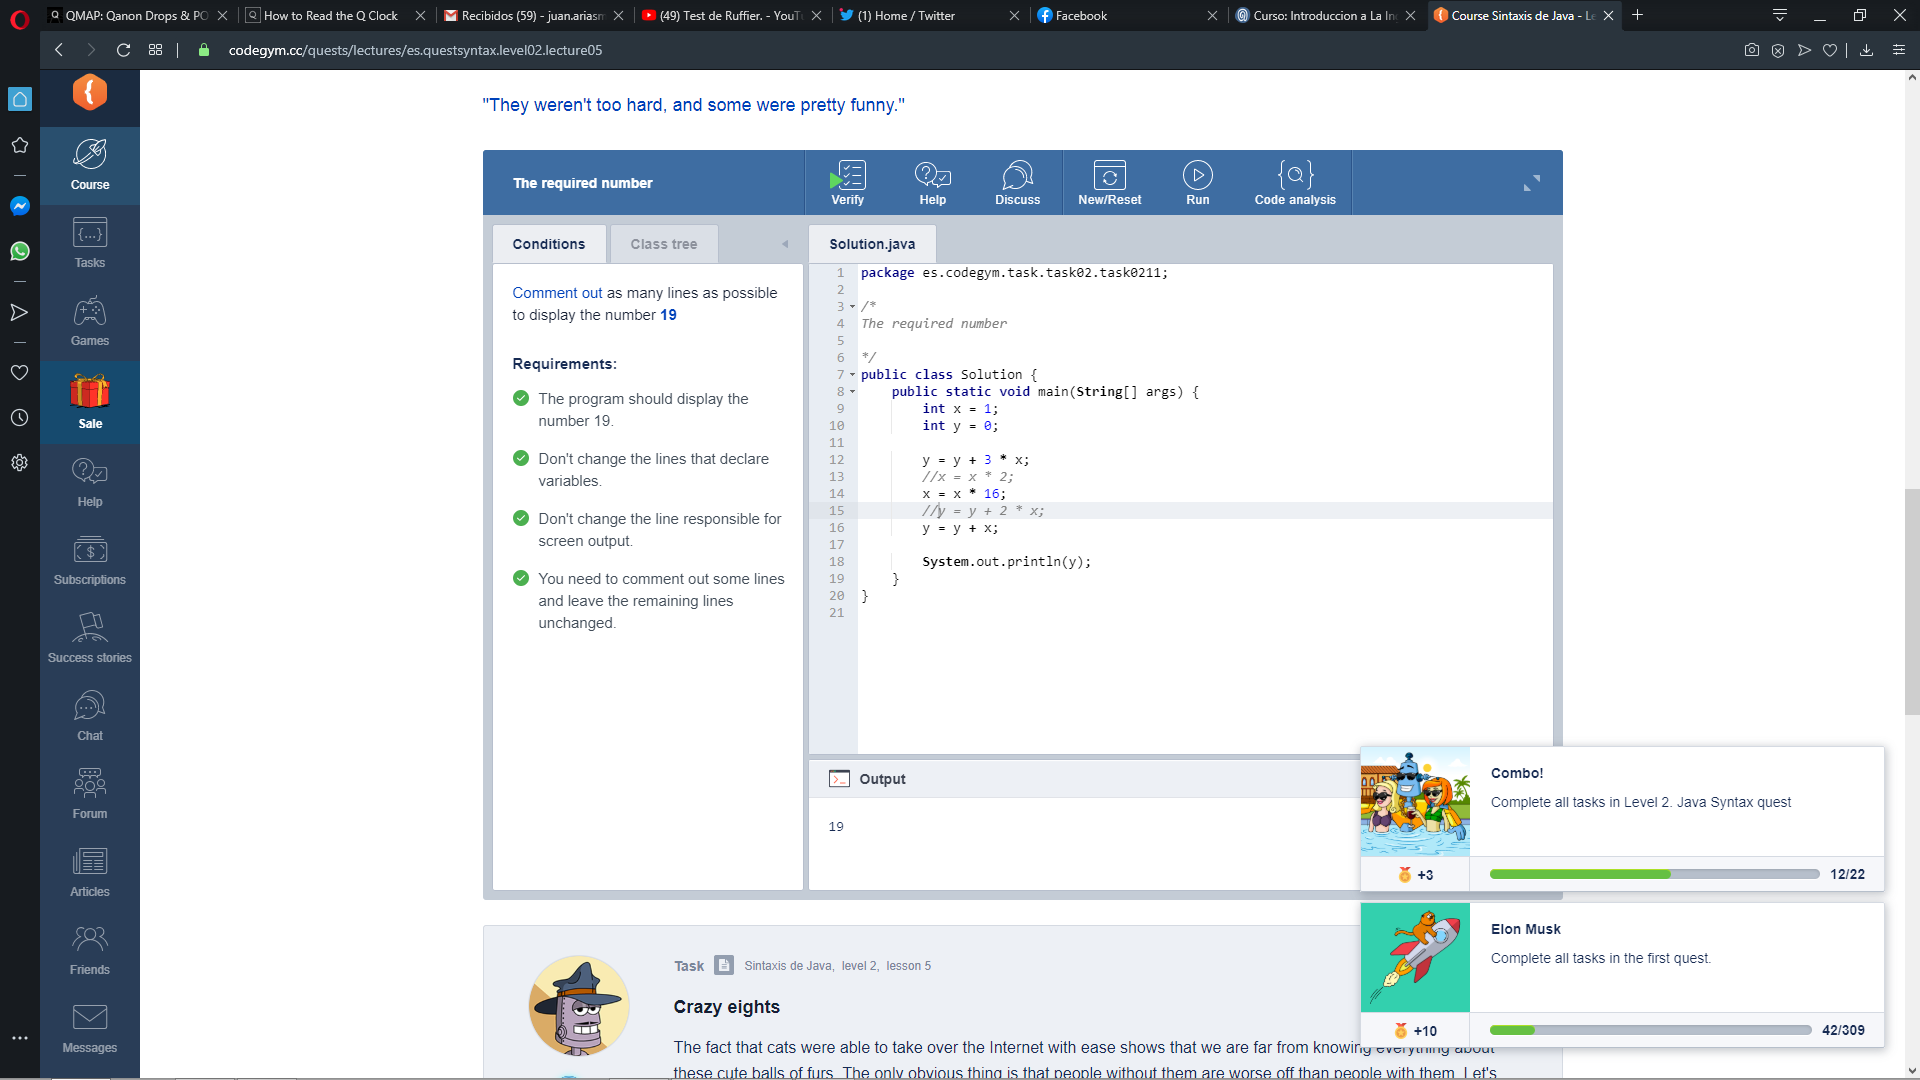 QMAP: Qanon Drops & PO
How to Read the Q Clock
Recibidos (59) - juan.ariasm
(49) Test de Ruffier. - YouT
(1) Home / Twitter
Facebook
Curso: Introduccion a La In
Course Sintaxis de Java - Le
codegym.cc/quests/lectures/es.questsyntax.level02.lecture05
Course
Tasks
Games
Sale
Help
Subscriptions
Success stories
Chat
Forum
Articles
Friends
Messages
"They weren't too hard, and some were pretty funny."
The required number
Verify
Help
Discuss
New/Reset
Run
Code analysis
Conditions
Class tree
Comment out as many lines as possible
to display the number 19
Requirements:
The program should display the
number 19.
Don't change the lines that declare
variables.
Don't change the line responsible for
screen output.
You need to comment out some lines
and leave the remaining lines
unchanged.
Solution.java
1 package es.codegym.task.task02.task0211;
2
3 /*
4 The required number
5
6 */
7 public class Solution {
8 public static void main(String[] args) {
9 int x = 1;
10 int y = 0;
11
12 y = y + 3 * x;
13 //x = x * 2;
14 x = x * 16;
15 //y = y + 2 * x;
16 y = y + x;
17
18 System.out.println(y);
19 }
20 }
21
Output
19
Combo!
Complete all tasks in Level 2. Java Syntax quest
+3
12/22
Elon Musk
Complete all tasks in the first quest.
+10
42/309
Task Sintaxis de Java, level 2, lesson 5
Crazy eights
The fact that cats were able to take over the Internet with ease shows that we are far from knowing everything about
these cute balls of furs. The only obvious thing is that people without them are worse off than people with them. Let's